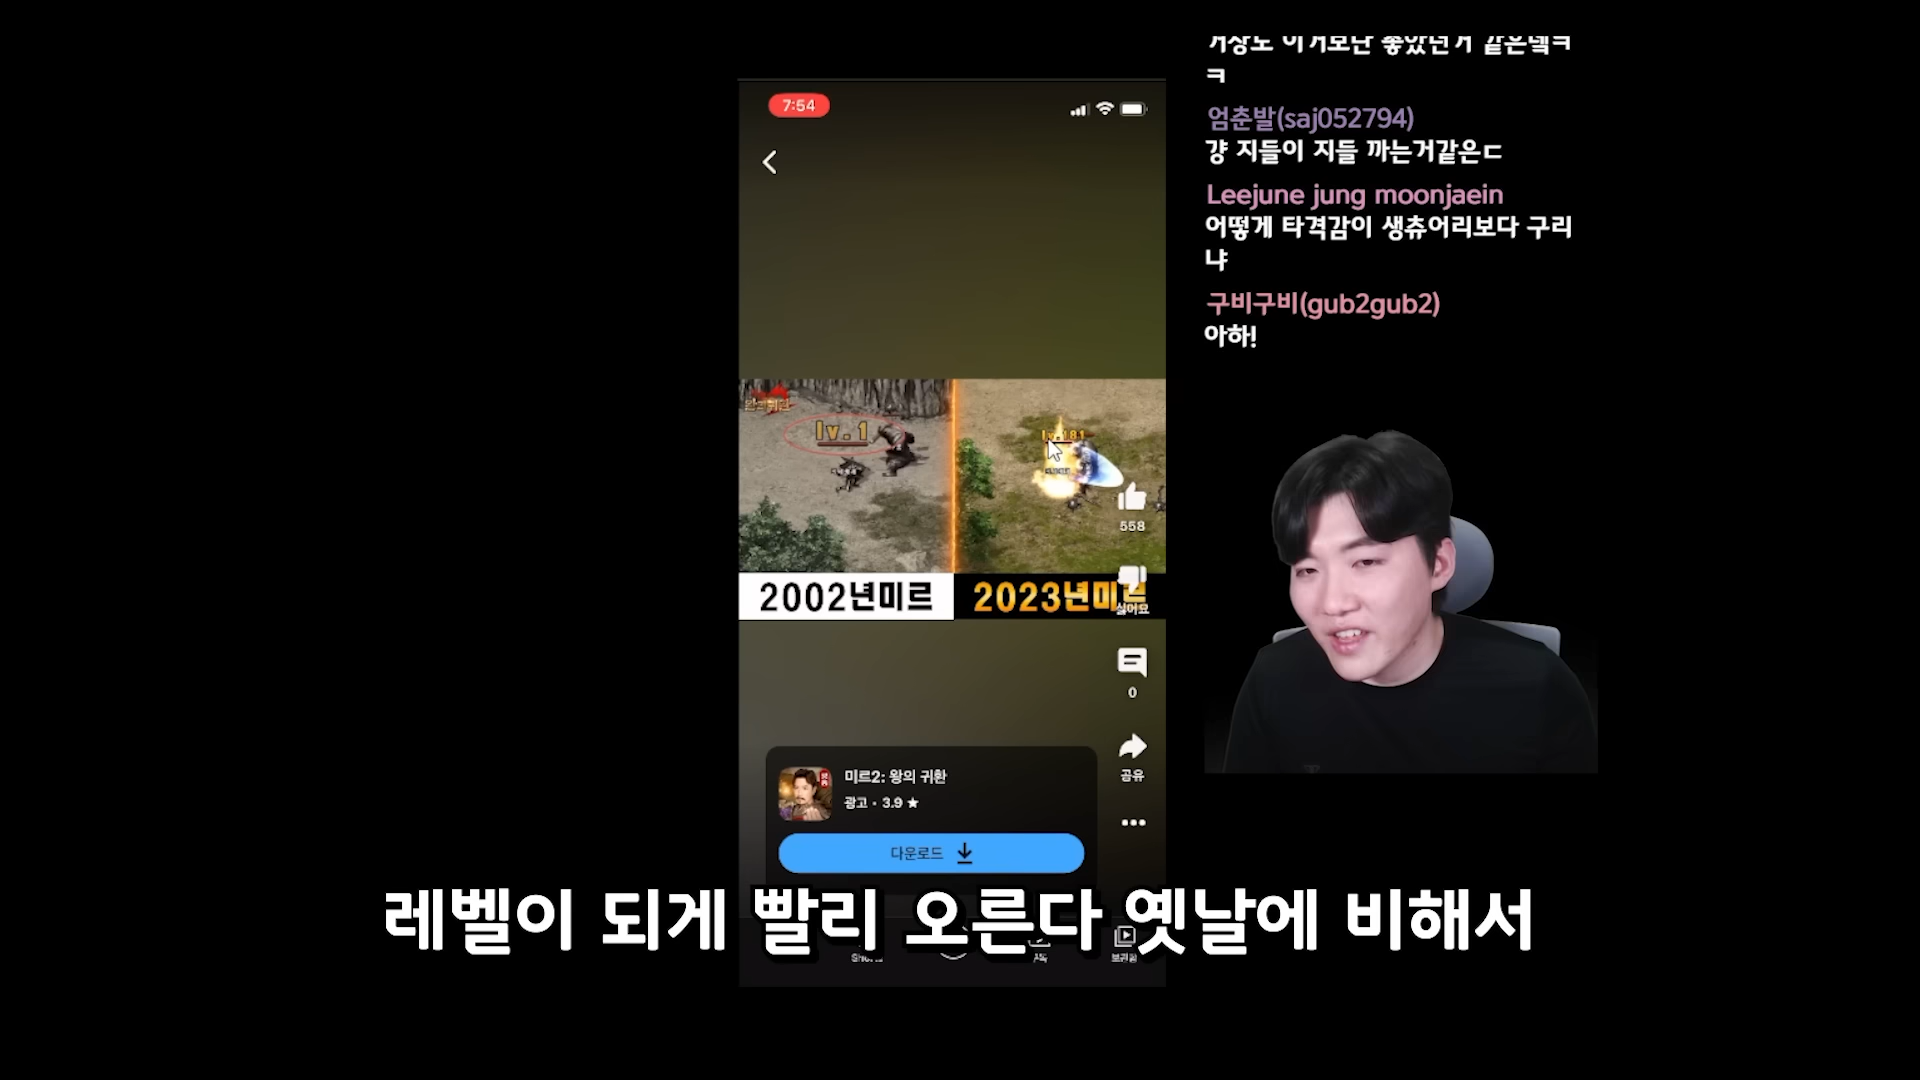 7:54
lv.1
lv.181
2002년미르
2023년미르
558
싫어요
0
공유
미르2: 왕의 귀환
광고 · 3.9 ★
다운로드
보관함
엄춘발(saj052794)
걍 지들이 지들 까는거같은ㄷ
Leejune jung moonjaein
어떻게 타격감이 생츄어리보다 구리
냐
구비구비(gub2gub2)
아하!
레벨이 되게 빨리 오른다 옛날에 비해서